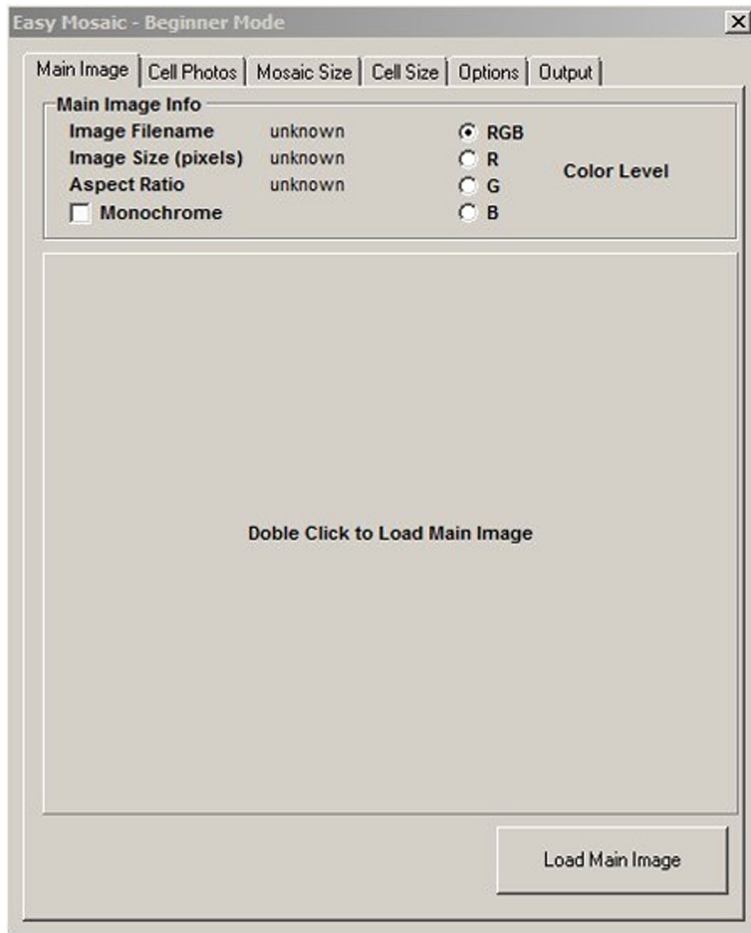 Easy Mosaic - Beginner Mode
Main Image Cell Photos Mosaic Size Cell Size Options Output
Main Image Info
Image Filename unknown RGB
Image Size (pixels) unknown R
Color Level
Aspect Ratio unknown G
Monochrome B
Doble Click to Load Main Image
Load Main Image